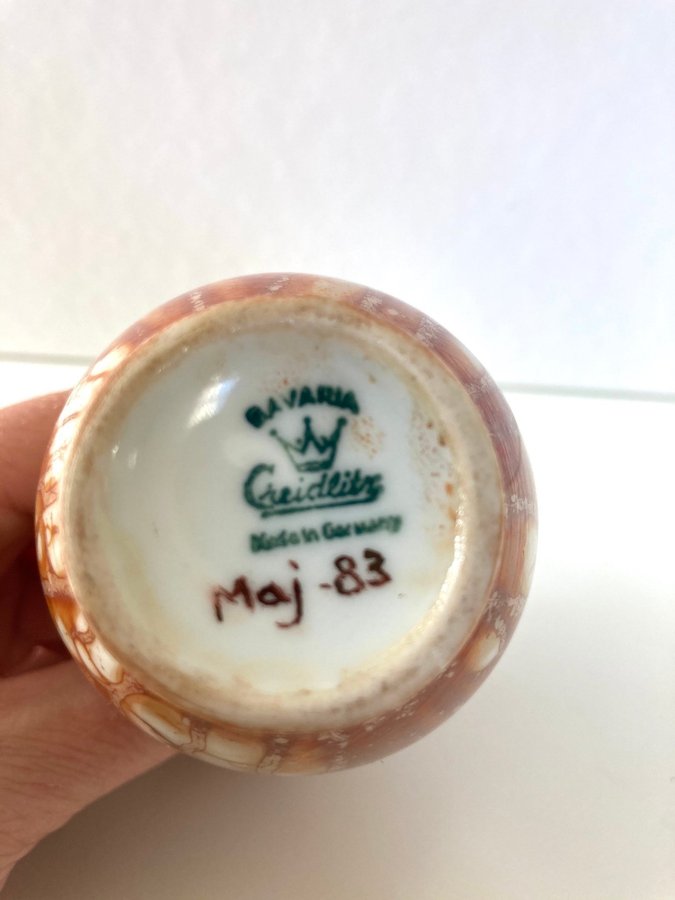 BAVARIA
Creidlitz
Made in Germany
Maj-83